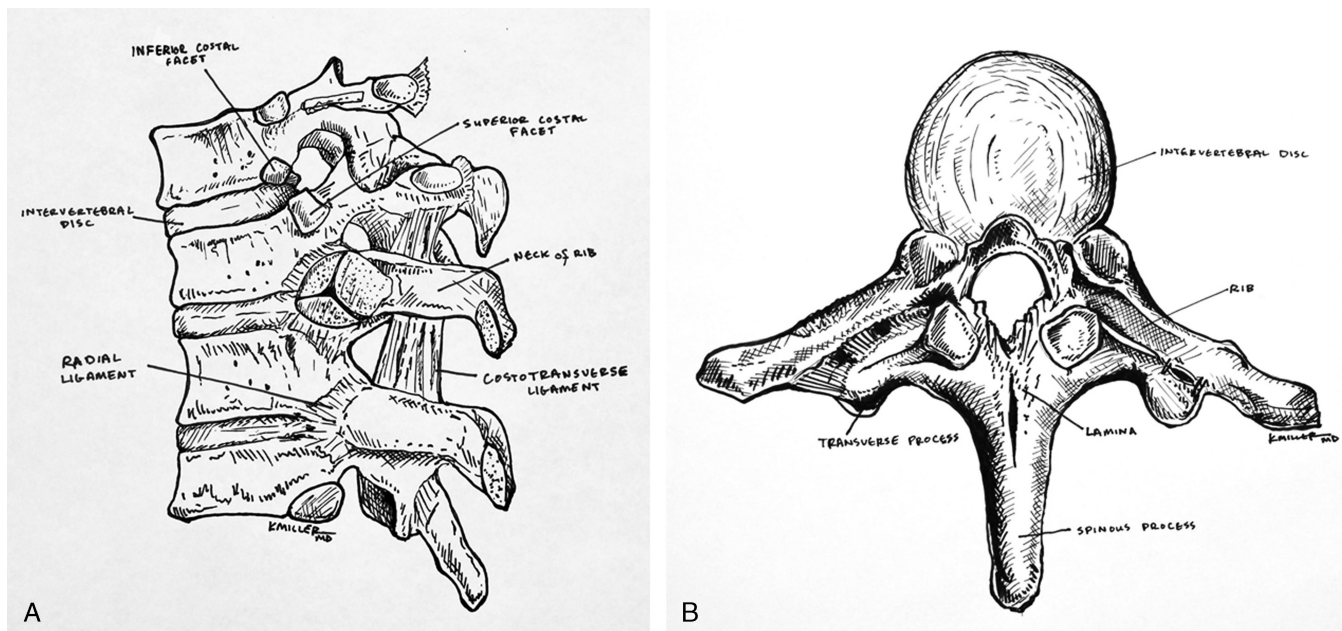 INFERIOR COSTAL
FACET
SUPERIOR COSTAL
FACET
INTERVERTEBRAL
DISC
NECK of RIB
RADIAL
LIGAMENT
COSTOTRANSVERSE
LIGAMENT
KMILLER
MD
A
INTERVERTEBRAL DISC
RIB
TRANSVERSE PROCESS
LAMINA
KMILLER MD
SPINOUS PROCESS
B